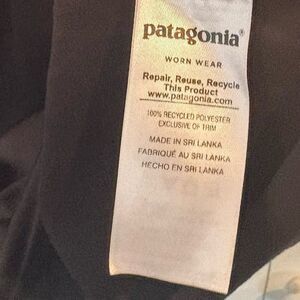 patagonia®
WORN WEAR
Repair, Reuse, Recycle
This Product
www.patagonia.com
100% RECYCLED POLYESTER
EXCLUSIVE OF TRIM
MADE IN SRI LANKA
FABRIQUÉ AU SRI LANKA
HECHO EN SRI LANKA